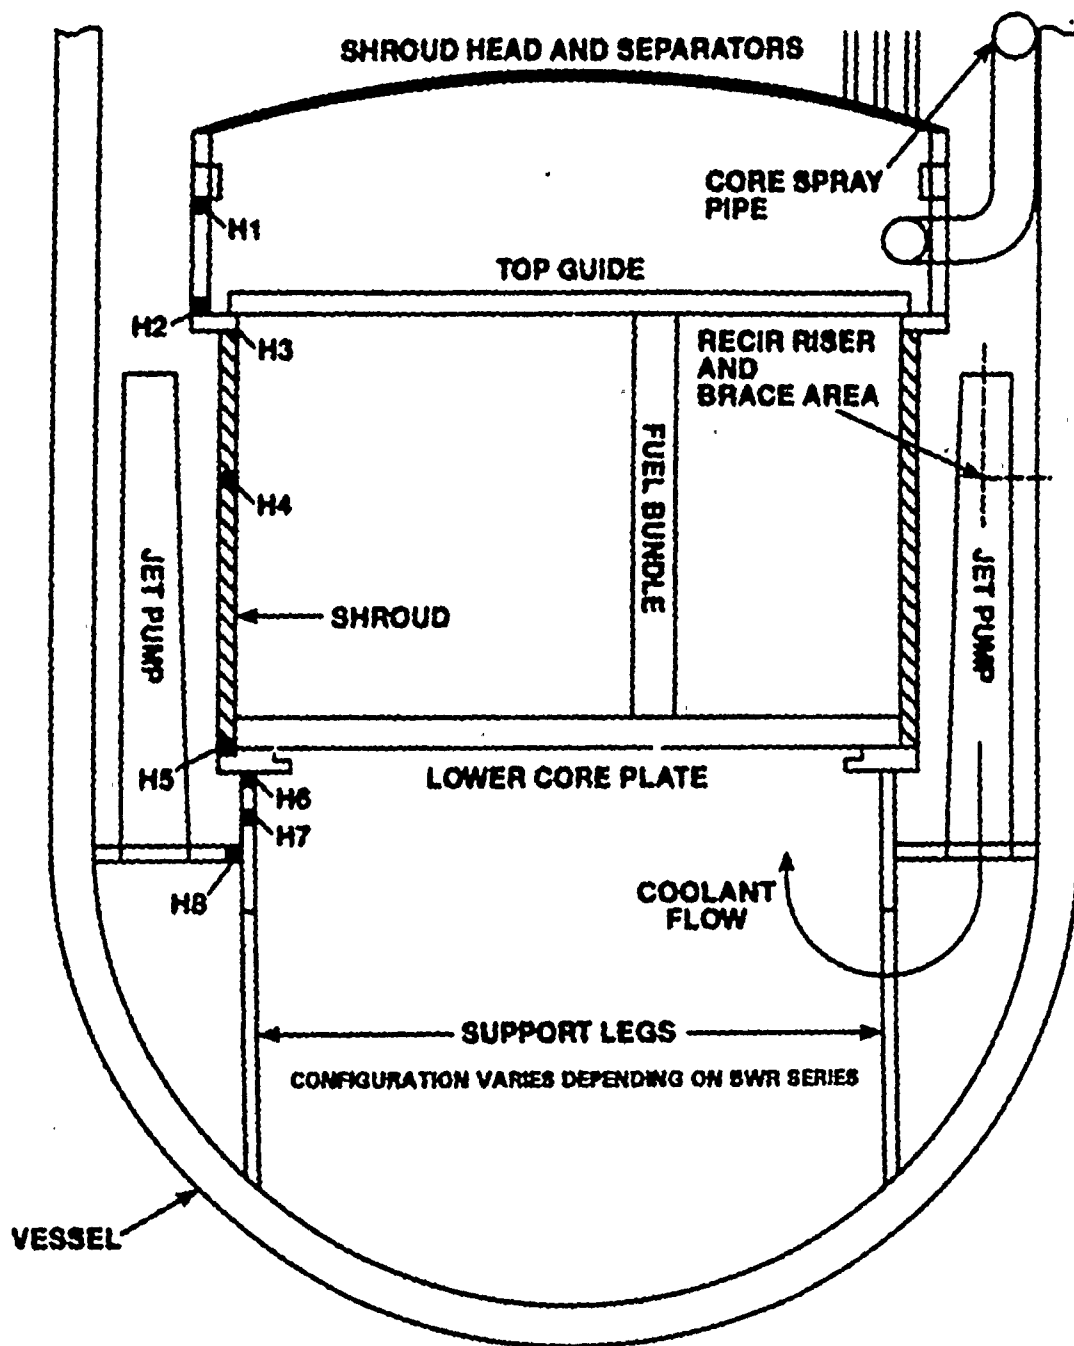 SHROUD HEAD AND SEPARATORS
CORE SPRAY
PIPE
H1
TOP GUIDE
H2
H3
RECIR RISER
AND
BRACE AREA
FUEL BUNDLE
H4
JET PUMP
JET PUMP
SHROUD
H5
LOWER CORE PLATE
H6
H7
H8
COOLANT
FLOW
SUPPORT LEGS
CONFIGURATION VARIES DEPENDING ON BWR SERIES
VESSEL